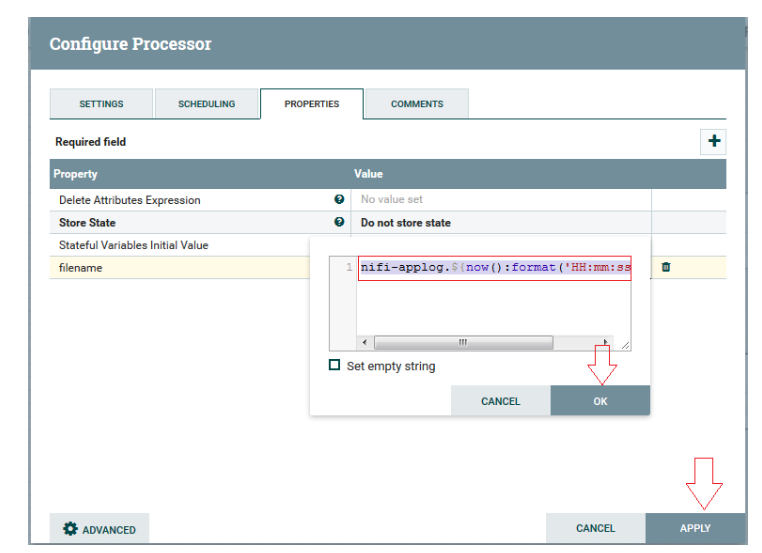 Configure Processor
SETTINGS SCHEDULING PROPERTIES COMMENTS
Required field
Property Value
Delete Attributes Expression No value set
Store State Do not store state
Stateful Variables Initial Value
filename
1 nifi-applog.${now():format('HH:mm:ss
Set empty string
CANCEL OK
ADVANCED CANCEL APPLY